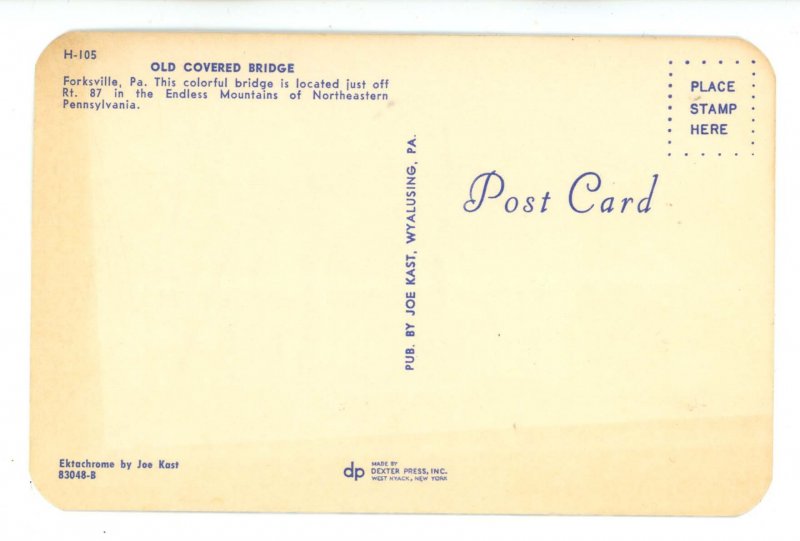 H-105
OLD COVERED BRIDGE
Forksville, Pa. This colorful bridge is located just off
Rt. 87 in the Endless Mountains of Northeastern
Pennsylvania.
PLACE
STAMP
HERE
Post Card
PUB. BY JOE KAST, WYALUSING, PA.
Ektachrome by Joe Kast
83048-B
dp
MADE BY
DEXTER PRESS, INC.
WEST NYACK, NEW YORK